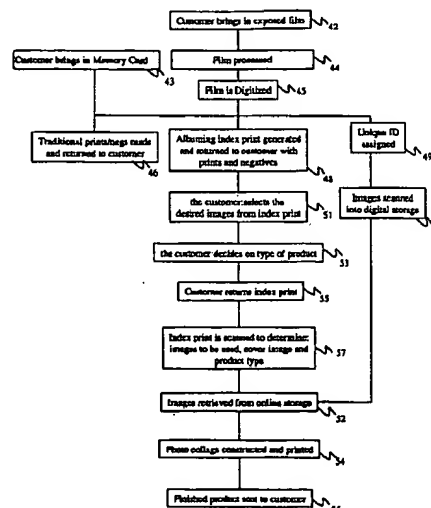 Customer brings in exposed film
42
Customer brings in Memory Card
43
Film processed
44
Film is Digitized
45
Traditional prints/negs made
and returned to customer
46
Albuming Index print generated
and returned to customer with
prints and negatives
48
Unique ID
assigned
49
the customer selects the
desired images from index print
51
Images scanned
into digital storage
the customer decides on type of product
53
Customer returns index print
55
Index print is scanned to determine
images to be used, cover image and
product type
57
Images retrieved from online storage
52
Photo collage constructed and printed
54
Finished product sent to customer